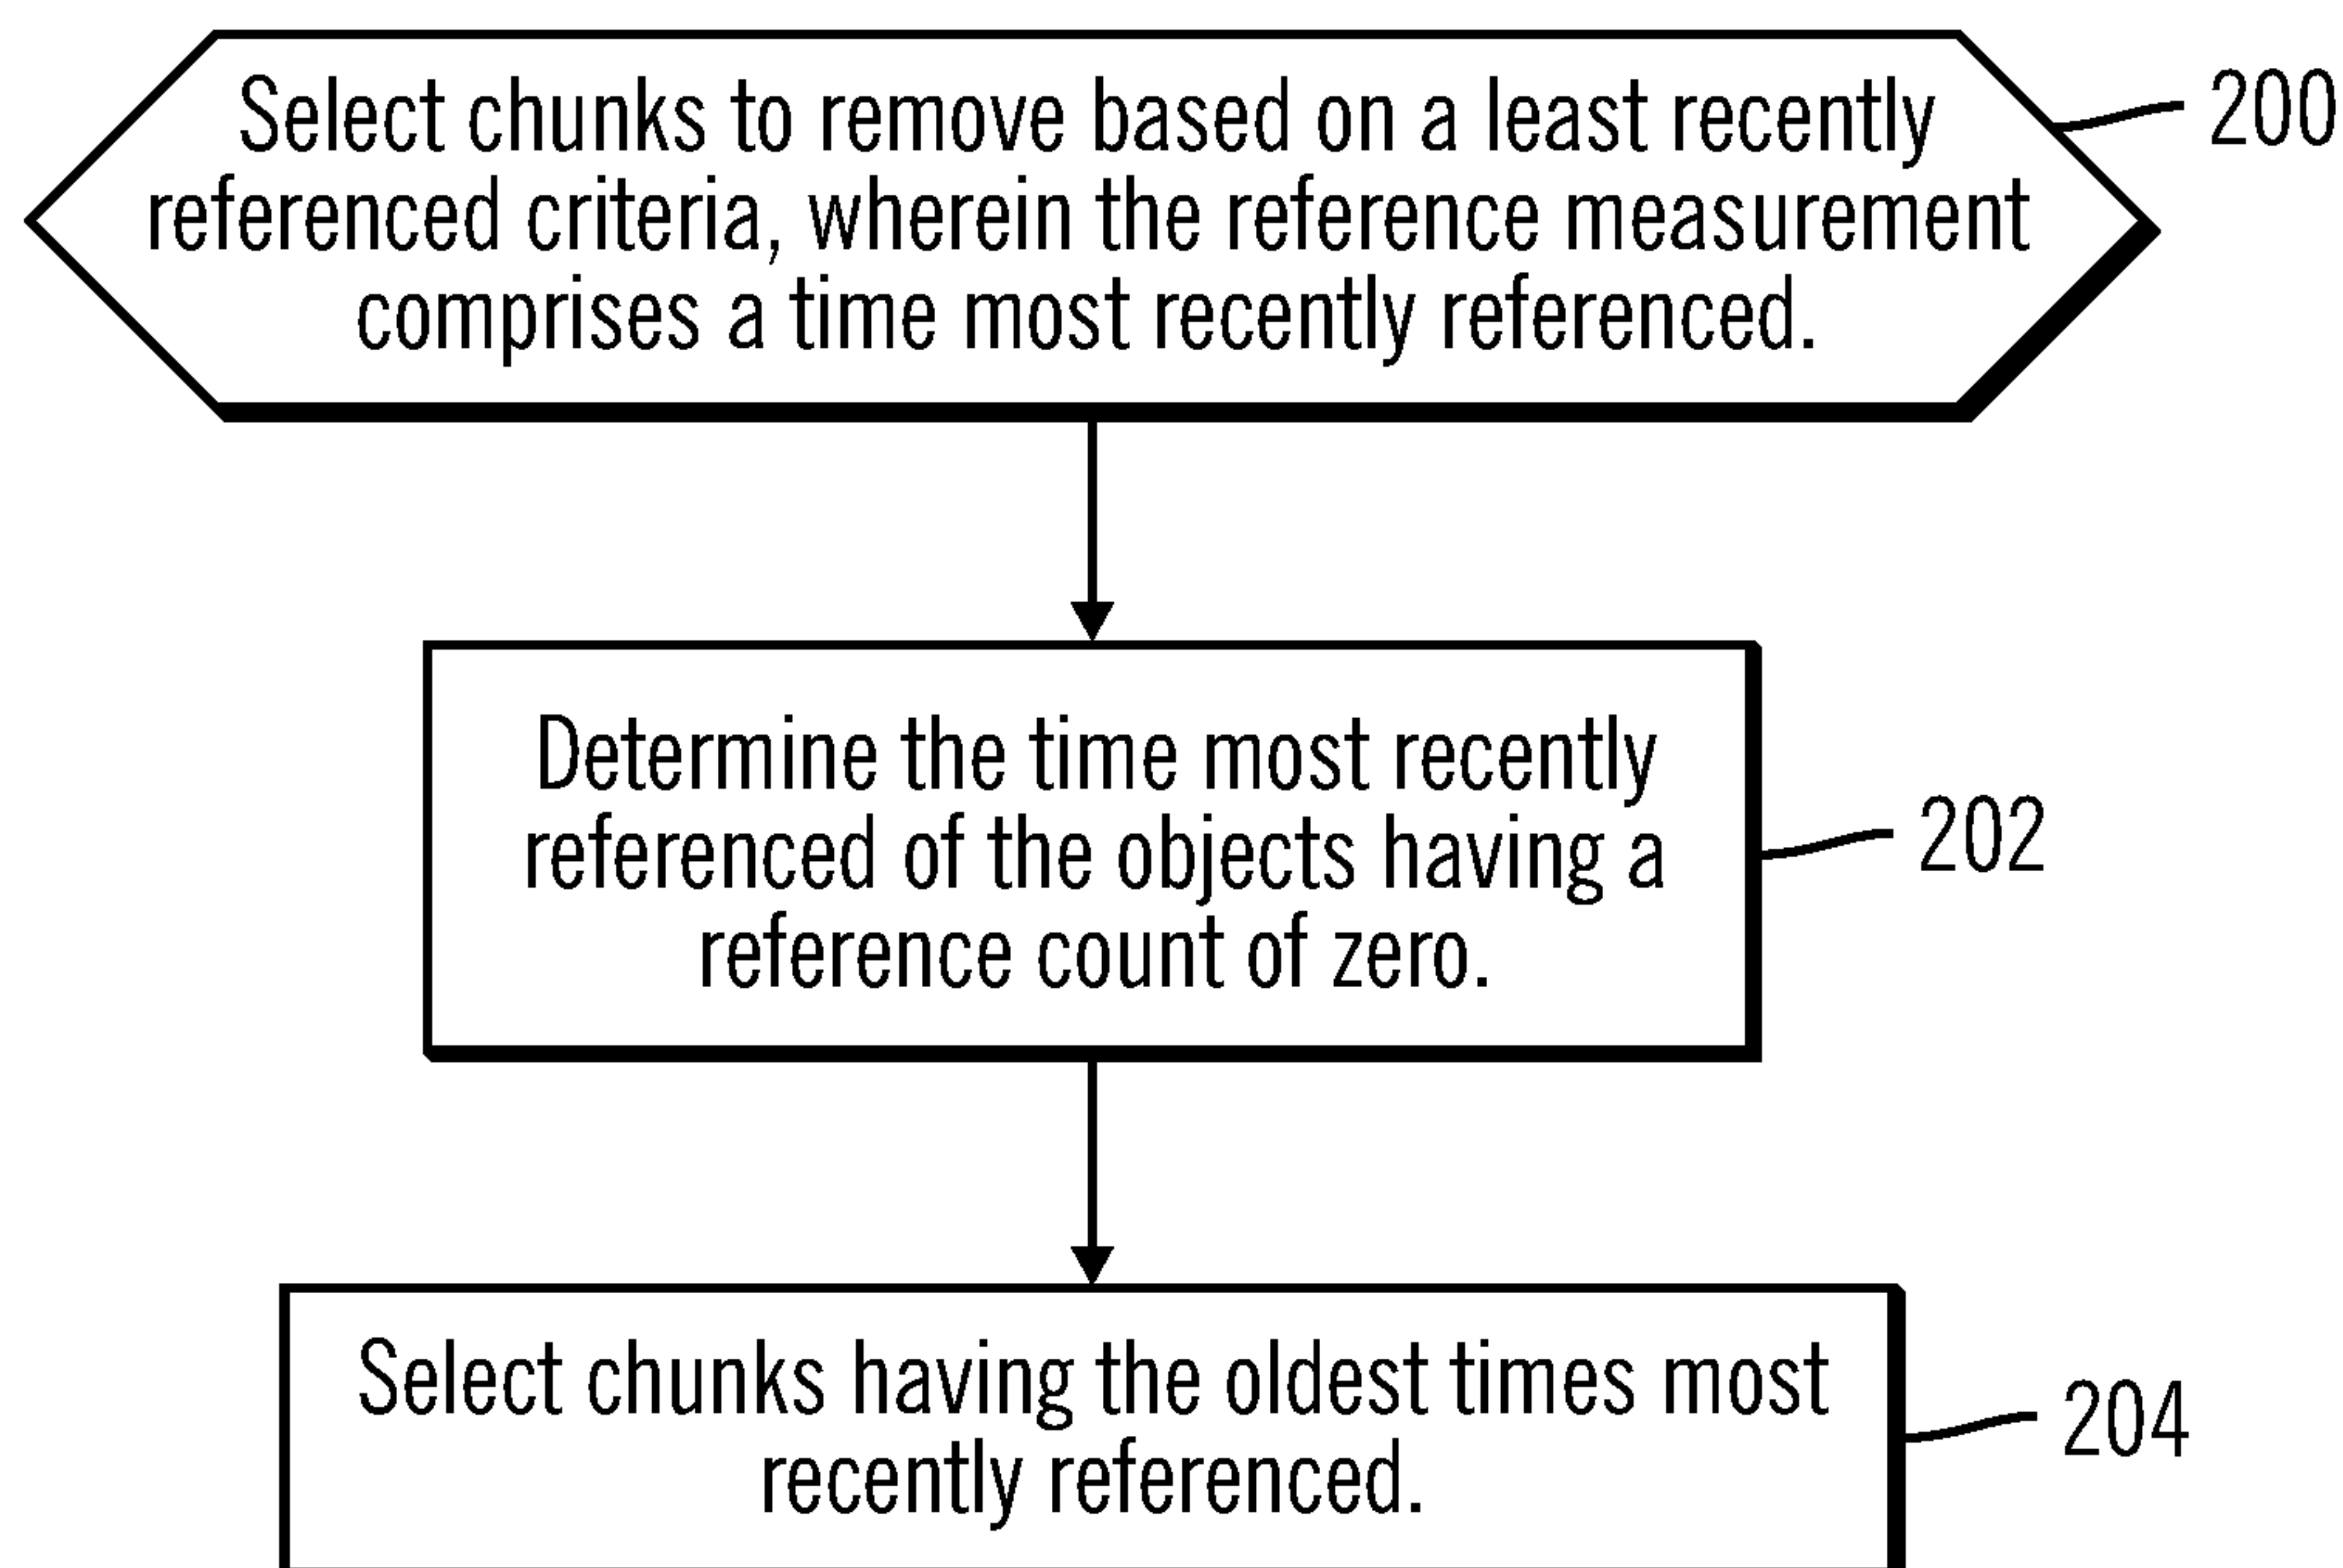 Select chunks to remove based on a least recently
referenced criteria, wherein the reference measurement
comprises a time most recently referenced.
200
Determine the time most recently
referenced of the objects having a
reference count of zero.
202
Select chunks having the oldest times most
recently referenced.
204